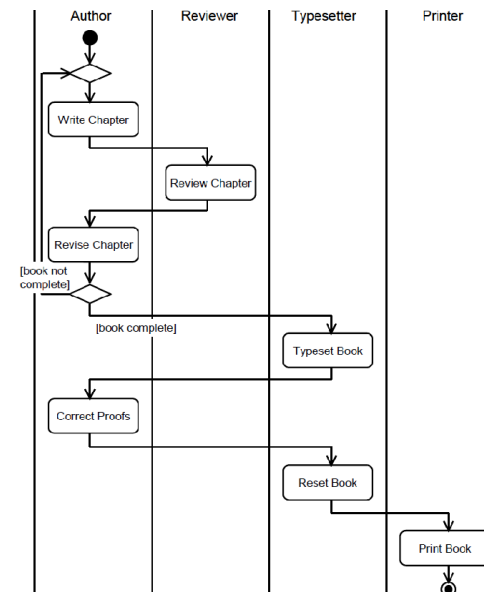 Author
Reviewer
Typesetter
Printer
Write Chapter
Review Chapter
Revise Chapter
[book not
complete]
[book complete]
Typeset Book
Correct Proofs
Reset Book
Print Book